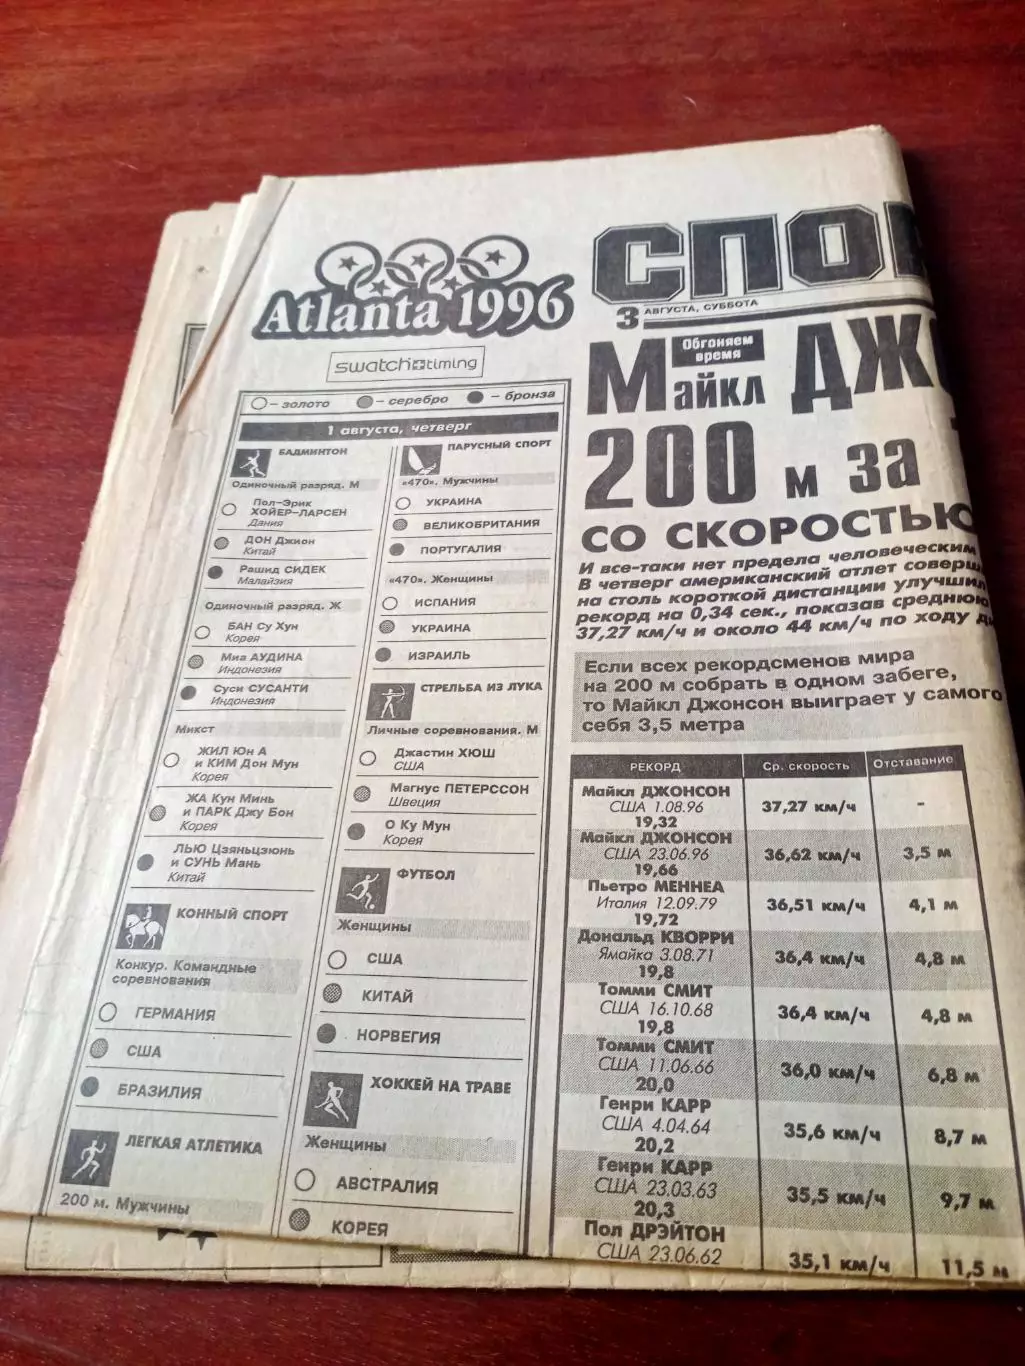 Atlanta 1996
swatch timing
– золото – серебро – бронза
1 августа, четверг
БАДМИНТОН
Одиночный разряд. М
Пол-Эрик
ХОЙЕР-ЛАРСЕН
Дания
ДОН Джион
Китай
Рашид СИДЕК
Малайзия
Одиночный разряд. Ж
БАН Су Хун
Корея
Миа АУДИНА
Индонезия
Суси СУСАНТИ
Индонезия
Микст
ЖИЛ Юн А
и КИМ Дон Мун
Корея
ЖА Кун Минь
и ПАРК Джу Бон
Корея
ЛЬЮ Цзяньцзюнь
и СУНЬ Мань
Китай
КОННЫЙ СПОРТ
Конкур. Командные
соревнования
ГЕРМАНИЯ
США
БРАЗИЛИЯ
ЛЕГКАЯ АТЛЕТИКА
200 м. Мужчины
ПАРУСНЫЙ СПОРТ
«470». Мужчины
УКРАИНА
ВЕЛИКОБРИТАНИЯ
ПОРТУГАЛИЯ
«470». Женщины
ИСПАНИЯ
УКРАИНА
ИЗРАИЛЬ
СТРЕЛЬБА ИЗ ЛУКА
Личные соревнования. М
Джастин ХЮШ
США
Магнус ПЕТЕРССОН
Швеция
О Ку Мун
Корея
ФУТБОЛ
Женщины
США
КИТАЙ
НОРВЕГИЯ
ХОККЕЙ НА ТРАВЕ
Женщины
АВСТРАЛИЯ
КОРЕЯ
СПО
3 АВГУСТА, СУББОТА
Обгоняем
время
Майкл ДЖО
200 м за
СО СКОРОСТЬЮ
И все-таки нет предела человеческим
В четверг американский атлет соверш
на столь короткой дистанции улучшил
рекорд на 0,34 сек., показав среднюю
37,27 км/ч и около 44 км/ч по ходу
Если всех рекордсменов мира
на 200 м собрать в одном забеге,
то Майкл Джонсон выиграет у самого
себя 3,5 метра
РЕКОРД Ср. скорость Отставание
Майкл ДЖОНСОН
США 1.08.96 37,27 км/ч -
19,32
Майкл ДЖОНСОН
США 23.06.96 36,62 км/ч 3,5 м
19,66
Пьетро МЕННЕА
Италия 12.09.79 36,51 км/ч 4,1 м
19,72
Дональд КВОРРИ
Ямайка 3.08.71 36,4 км/ч 4,8 м
19,8
Томми СМИТ
США 16.10.68 36,4 км/ч 4,8 м
19,8
Томми СМИТ
США 11.06.66 36,0 км/ч 6,8 м
20,0
Генри КАРР
США 4.04.64 35,6 км/ч 8,7 м
20,2
Генри КАРР
США 23.03.63 35,5 км/ч 9,7 м
20,3
Пол ДРЭЙТОН
США 23.06.62 35,1 км/ч 11,5 м